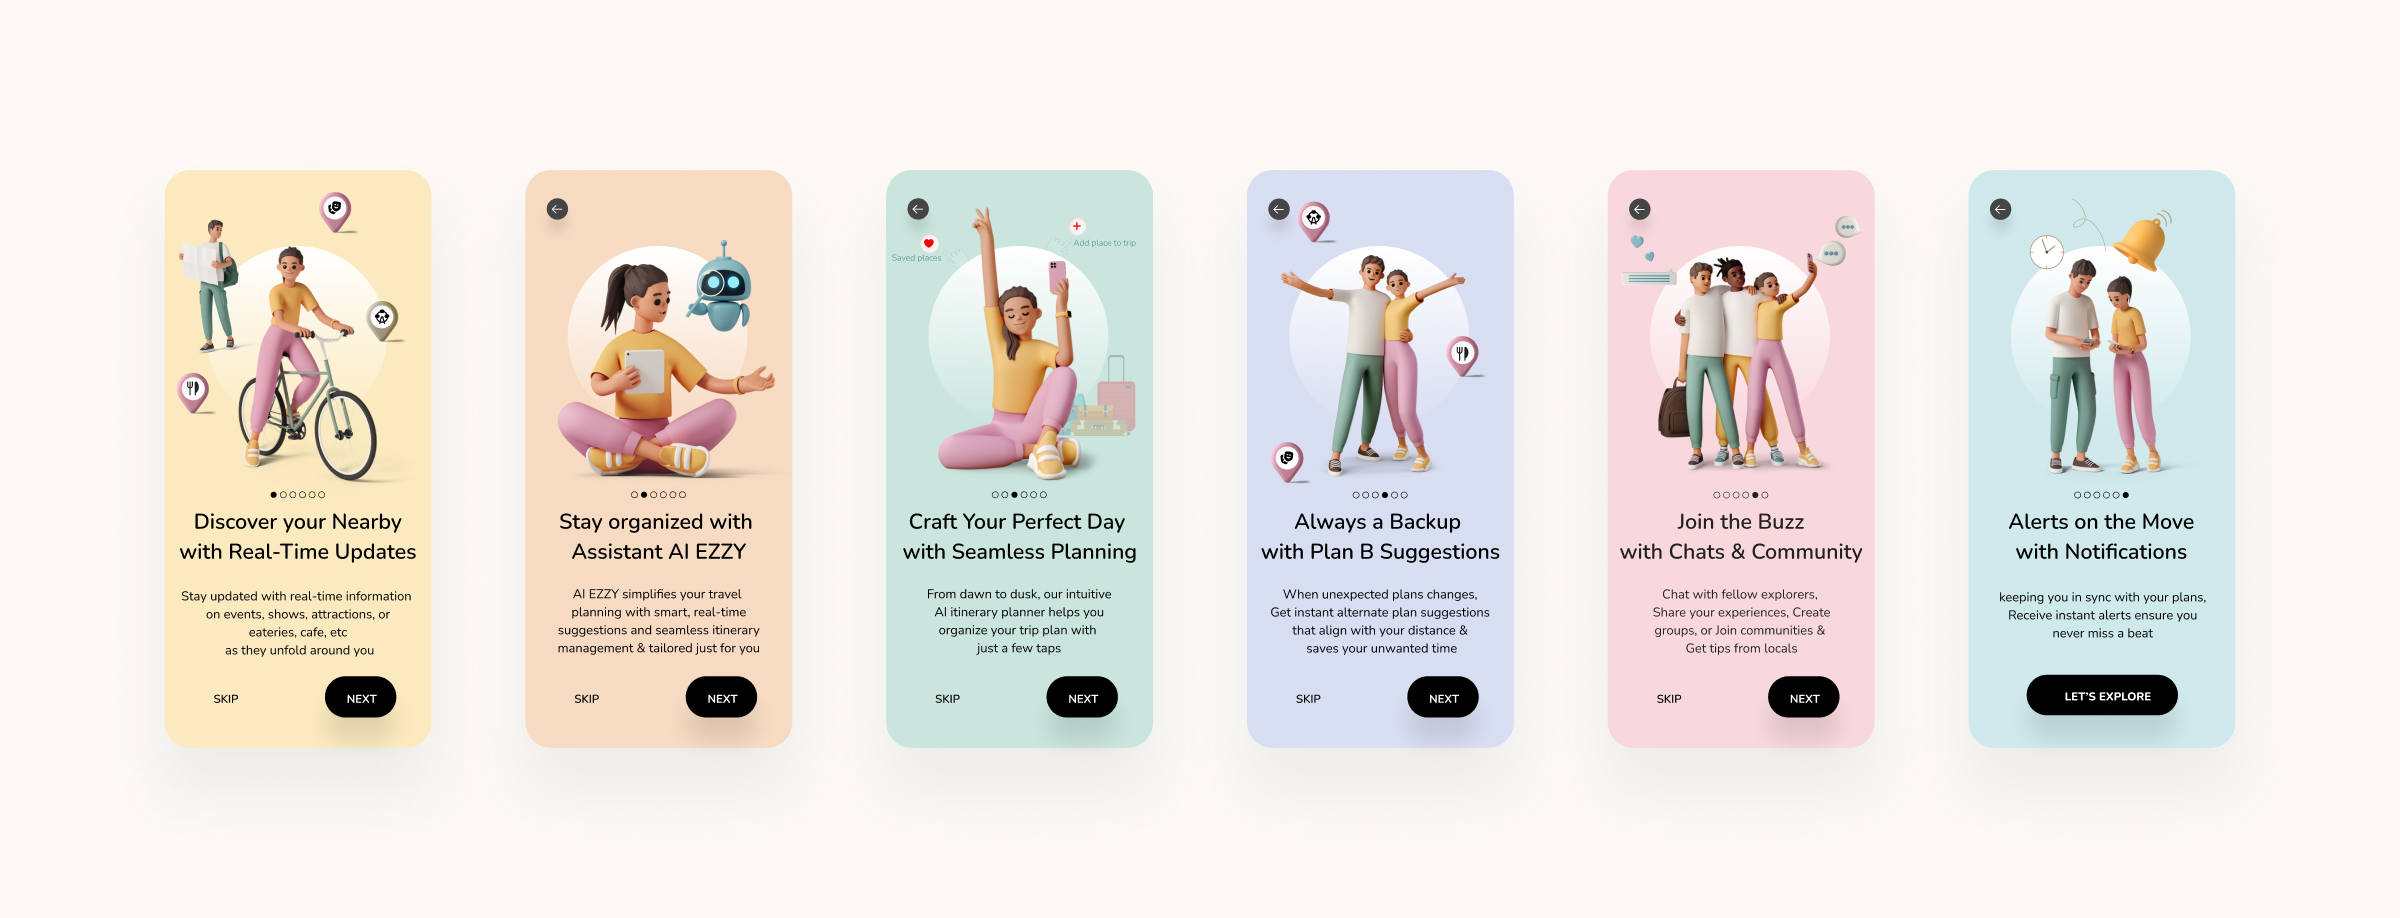 Discover your Nearby
with Real-Time Updates
Stay updated with real-time information
on events, shows, attractions, or
eateries, cafe, etc
as they unfold around you
SKIP
NEXT
Stay organized with
Assistant AI EZZY
AI EZZY simplifies your travel
planning with smart, real-time
suggestions and seamless itinerary
management & tailored just for you
SKIP
NEXT
Add place to trip
Saved places
Craft Your Perfect Day
with Seamless Planning
From dawn to dusk, our intuitive
AI itinerary planner helps you
organize your trip plan with
just a few taps
SKIP
NEXT
Always a Backup
with Plan B Suggestions
When unexpected plans changes,
Get instant alternate plan suggestions
that align with your distance &
saves your unwanted time
SKIP
NEXT
Join the Buzz
with Chats & Community
Chat with fellow explorers,
Share your experiences, Create
groups, or Join communities &
Get tips from locals
SKIP
NEXT
Alerts on the Move
with Notifications
keeping you in sync with your plans,
Receive instant alerts ensure you
never miss a beat
LET'S EXPLORE